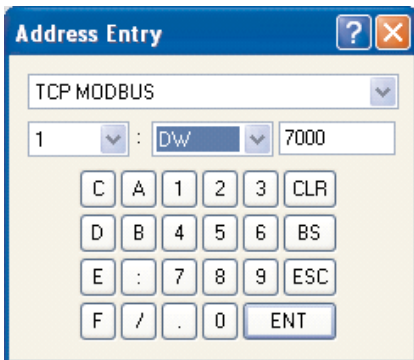 Address Entry ?
TCP MODBUS
1 : DW 7000
C A 1 2 3 CLR
D B 4 5 6 BS
E : 7 8 9 ESC
F / . 0 ENT